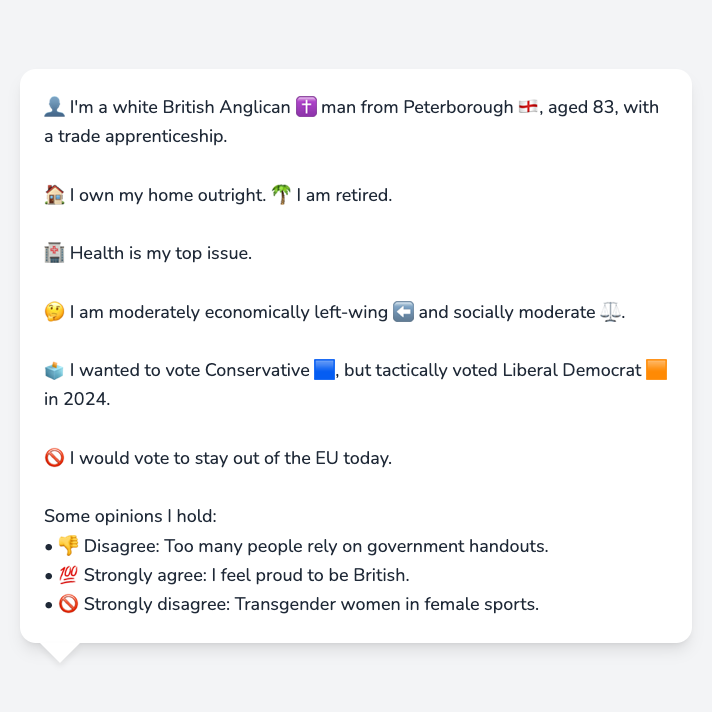 👤 I'm a white British Anglican ✝️ man from Peterborough 🏴󠁧󠁢󠁥󠁮󠁧󠁿, aged 83, with
a trade apprenticeship.
🏠 I own my home outright. 🌴 I am retired.
🏥 Health is my top issue.
🤔 I am moderately economically left-wing ⬅️ and socially moderate ⚖️.
🗳️ I wanted to vote Conservative 🟦, but tactically voted Liberal Democrat 🟧
in 2024.
🚫 I would vote to stay out of the EU today.
Some opinions I hold:
• 👎 Disagree: Too many people rely on government handouts.
• 💯 Strongly agree: I feel proud to be British.
• 🚫 Strongly disagree: Transgender women in female sports.